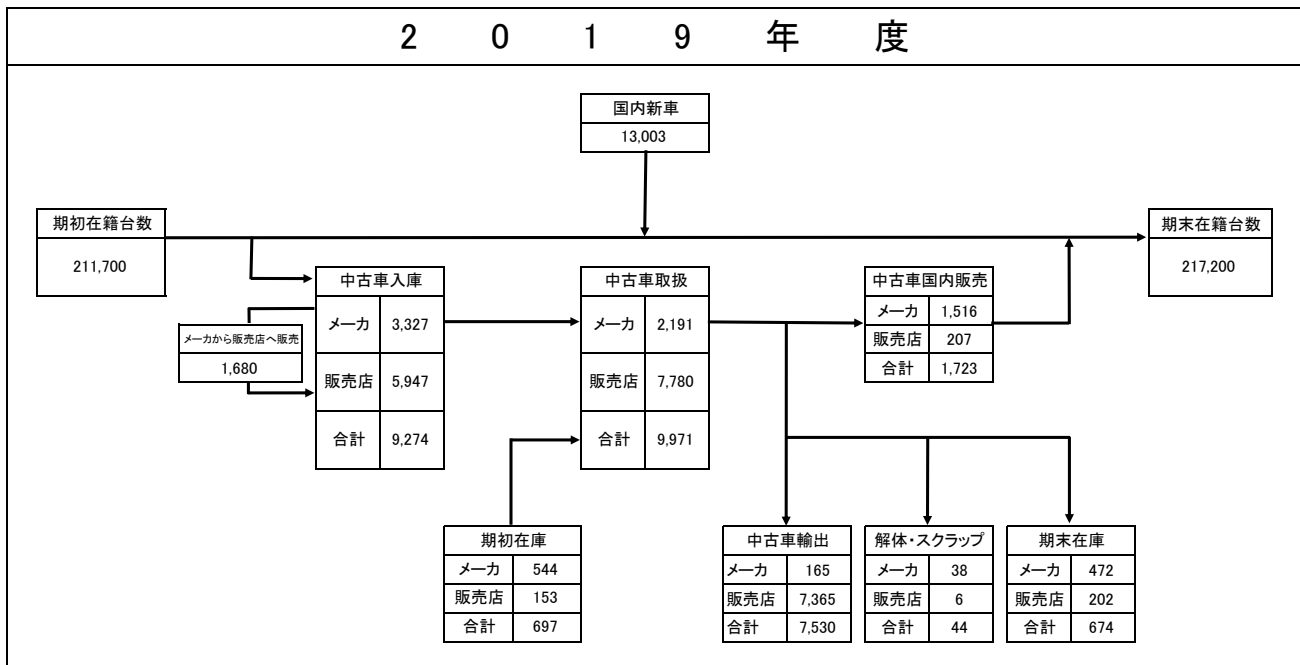 2019年度
国内新車
13,003
期初在籍台数
211,700
期末在籍台数
217,200
中古車入庫
メーカ 3,327
販売店 5,947
合計 9,274
メーカから販売店へ販売
1,680
中古車取扱
メーカ 2,191
販売店 7,780
合計 9,971
中古車国内販売
メーカ 1,516
販売店 207
合計 1,723
期初在庫
メーカ 544
販売店 153
合計 697
中古車輸出
メーカ 165
販売店 7,365
合計 7,530
解体・スクラップ
メーカ 38
販売店 6
合計 44
期末在庫
メーカ 472
販売店 202
合計 674